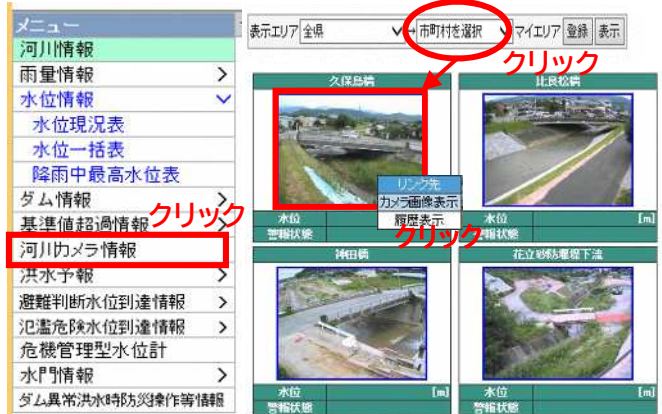 メニュー
河川情報
雨量情報 >
水位情報
水位現況表
水位一括表
降雨中最高水位表
ダム情報 >
基準値超過情報 >
クリック
河川カメラ情報
洪水予報 >
避難判断水位到達情報 >
氾濫危険水位到達情報 >
危機管理型水位計
水門情報 >
ダム異常洪水時防災操作等情報
表示エリア 全県 → 市町村を選択 マイエリア 登録 表示
クリック
久保島橋
比良松橋
リンク先
カメラ画像表示
履歴表示
クリック
水位
警報状態
水位 [m]
警報状態
神田橋
花立砂防堰堤下流
水位 [m]
警報状態
水位 [m]
警報状態